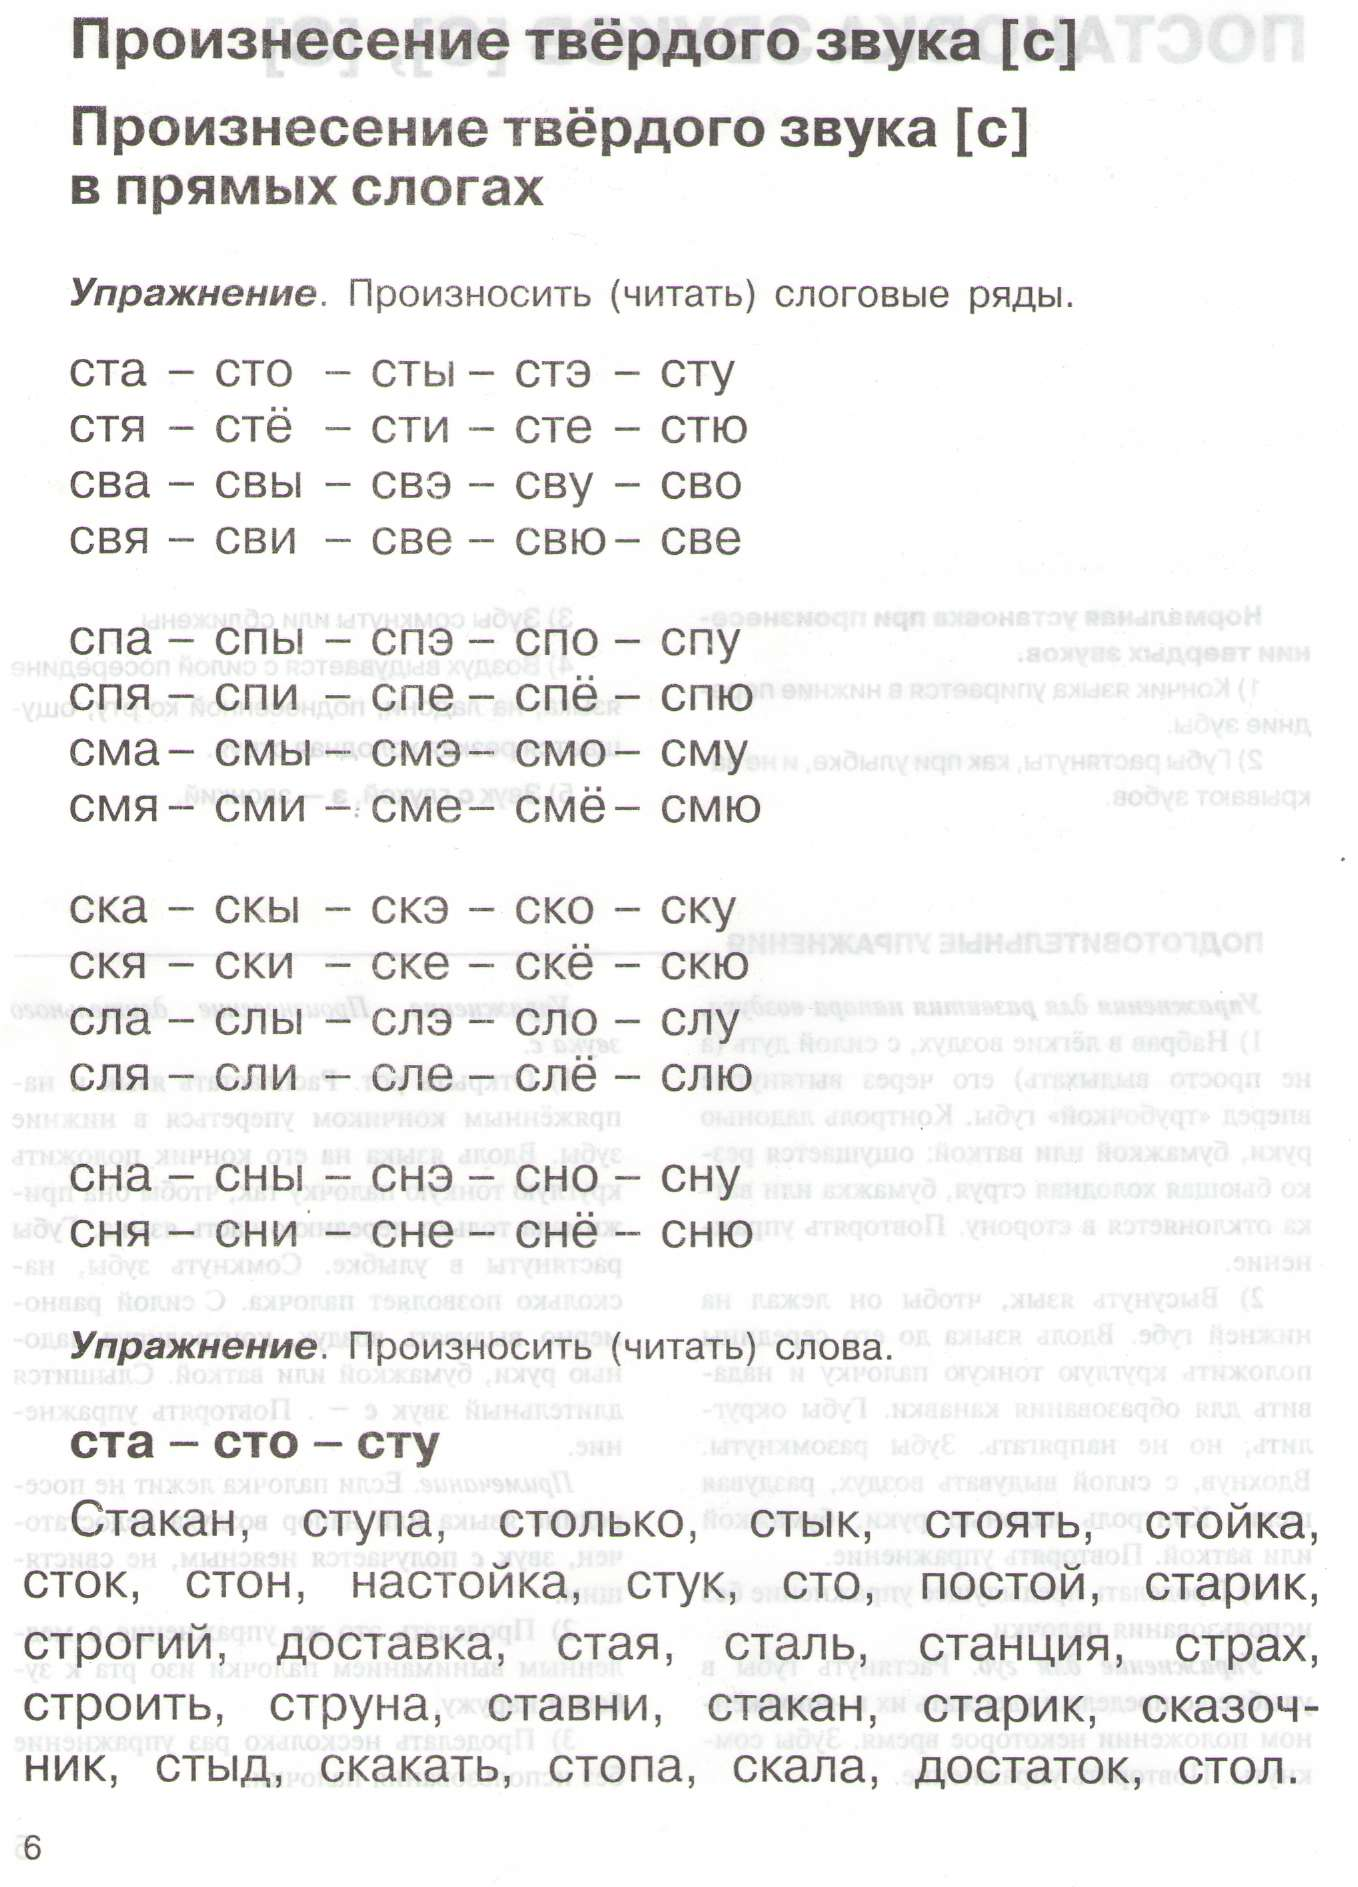 Произнесение твёрдого звука [с]
Произнесение твёрдого звука [с]
в прямых слогах
Упражнение. Произносить (читать) слоговые ряды.
ста – сто – сты – стэ – сту
стя – стё – сти – сте – стю
сва – свы – свэ – сву – сво
свя – сви – све – свю – све
спа – спы – спэ – спо – спу
спя – спи – спе – спё – спю
сма – смы – смэ – смо – сму
смя – сми – сме – смё – смю
ска – скы – скэ – ско – ску
скя – ски – ске – скё – скю
сла – слы – слэ – сло – слу
сля – сли – сле – слё – слю
сна – сны – снэ – сно – сну
сня – сни – сне – снё – сню
Упражнение. Произносить (читать) слова.
ста – сто – сту
Стакан, ступа, столько, стык, стоять, стойка,
сток, стон, настойка, стук, сто, постой, старик,
строгий, доставка, стая, сталь, станция, страх,
строить, струна, ставни, стакан, старик, сказоч-
ник, стыд, скакать, стопа, скала, достаток, стол.
6